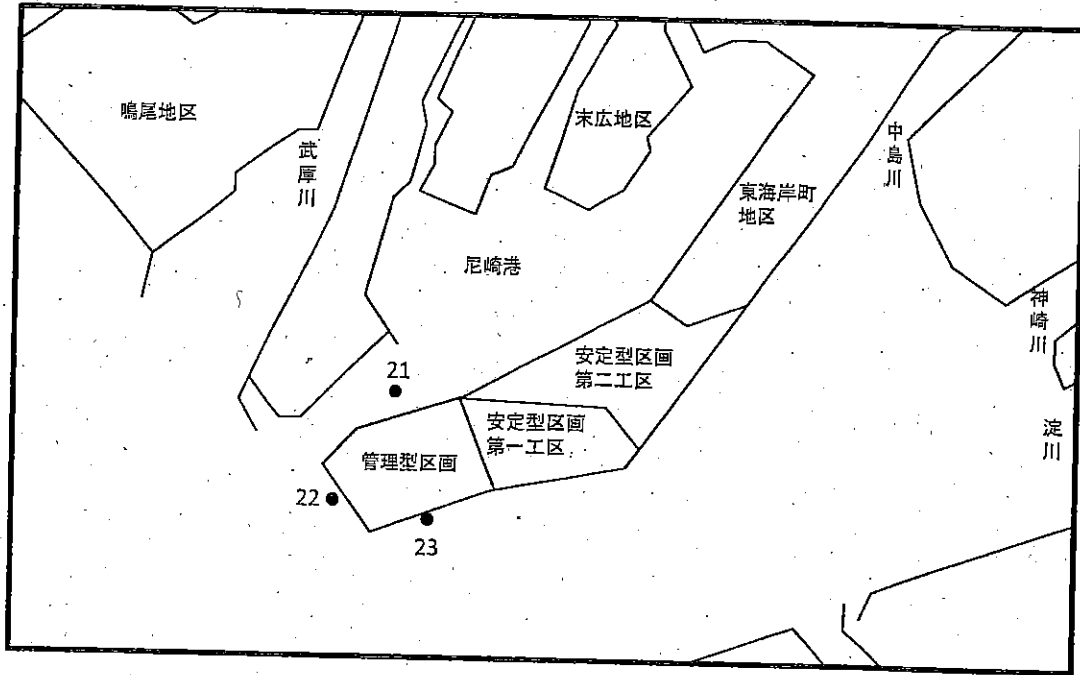 鳴尾地区
武庫川
末広地区
中島川
東海岸町
地区
尼崎港
神崎川
安定型区画
第二工区
21
安定型区画
第一工区
淀川
管理型区画
22
23